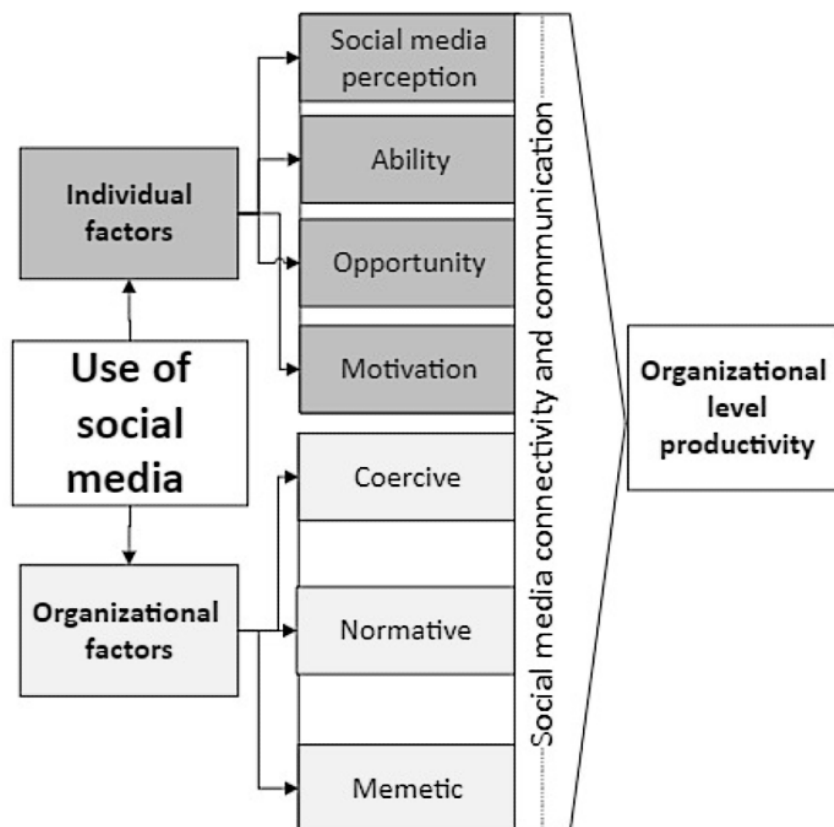 Social media
perception
Ability
Individual
factors
Opportunity
Use of
social
media
Motivation
Organizational
level
productivity
Coercive
Organizational
factors
Normative
Memetic
Social media connectivity and communication